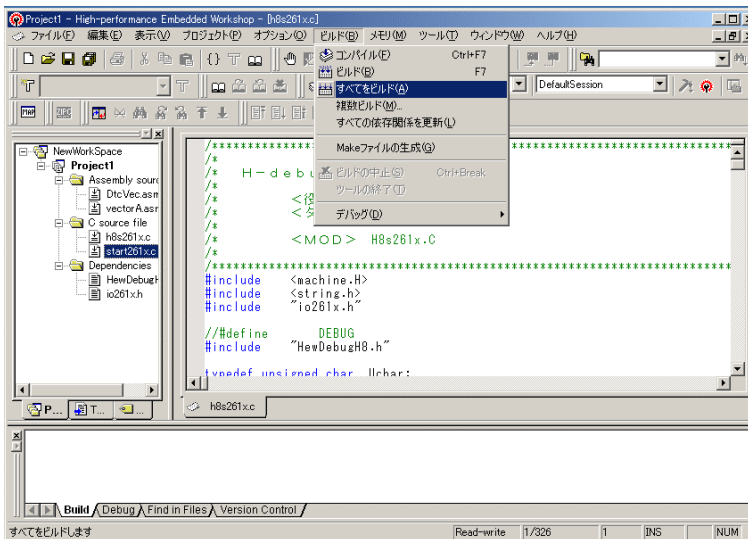 Project1 - High-performance Embedded Workshop - [h8s261x.c]
ファイル(F) 編集(E) 表示(V) プロジェクト(P) オプション(O) ビルド(B) メモリ(M) ツール(T) ウィンドウ(W) ヘルプ(H)
コンパイル(F) Ctrl+F7
ビルド(B) F7
すべてをビルド(A)
複数ビルド(M)...
すべての依存関係を更新(L)
Makeファイルの生成(G)
ビルドの中止(S) Ctrl+Break
ツールの終了(T)
デバッグ(D)
DefaultSession
NewWorkSpace
Project1
Assembly sourc
DtcVec.asm
vectorA.asr
C source file
h8s261x.c
start261x.c
Dependencies
HewDebugH
io261x.h
/*
/* H－ｄｅｂｕ
/* <役
/* <タ
/*
/* <ＭＯＤ> H8s261x.C
/*
#include <machine.H>
#include <string.h>
#include "io261x.h"
//#define DEBUG
#include "HewDebugH8.h"
typedef unsigned char Uchar;
P... T... ...
h8s261x.c
Build Debug Find in Files Version Control
すべてをビルドします Read-write 1/326 1 INS NUM